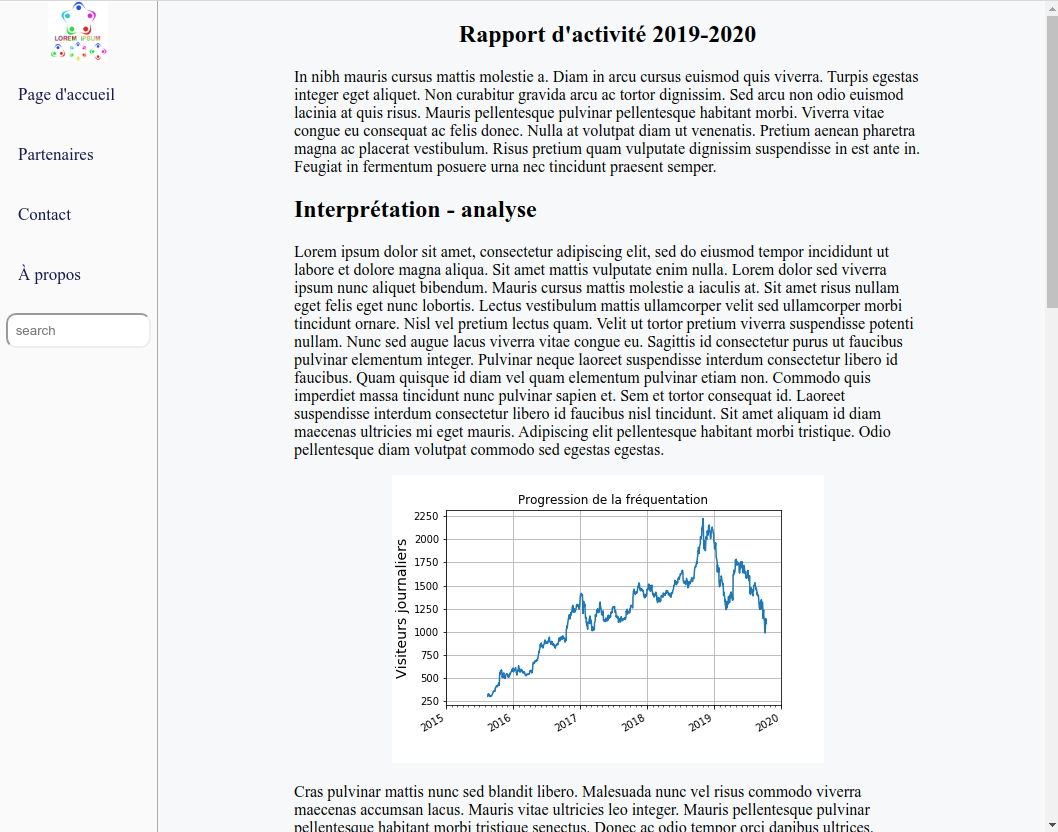 LOREM IPSUM
Page d'accueil
Partenaires
Contact
À propos
search
Rapport d'activité 2019-2020
In nibh mauris cursus mattis molestie a. Diam in arcu cursus euismod quis viverra. Turpis egestas
integer eget aliquet. Non curabitur gravida arcu ac tortor dignissim. Sed arcu non odio euismod
lacinia at quis risus. Mauris pellentesque pulvinar pellentesque habitant morbi. Viverra vitae
congue eu consequat ac felis donec. Nulla at volutpat diam ut venenatis. Pretium aenean pharetra
magna ac placerat vestibulum. Risus pretium quam vulputate dignissim suspendisse in est ante in.
Feugiat in fermentum posuere urna nec tincidunt praesent semper.
Interprétation - analyse
Lorem ipsum dolor sit amet, consectetur adipiscing elit, sed do eiusmod tempor incididunt ut
labore et dolore magna aliqua. Sit amet mattis vulputate enim nulla. Lorem dolor sed viverra
ipsum nunc aliquet bibendum. Mauris cursus mattis molestie a iaculis at. Sit amet risus nullam
eget felis eget nunc lobortis. Lectus vestibulum mattis ullamcorper velit sed ullamcorper morbi
tincidunt ornare. Nisl vel pretium lectus quam. Velit ut tortor pretium viverra suspendisse potenti
nullam. Nunc sed augue lacus viverra vitae congue eu. Sagittis id consectetur purus ut faucibus
pulvinar elementum integer. Pulvinar neque laoreet suspendisse interdum consectetur libero id
faucibus. Quam quisque id diam vel quam elementum pulvinar etiam non. Commodo quis
imperdiet massa tincidunt nunc pulvinar sapien et. Sem et tortor consequat id. Laoreet
suspendisse interdum consectetur libero id faucibus nisl tincidunt. Sit amet aliquam id diam
maecenas ultricies mi eget mauris. Adipiscing elit pellentesque habitant morbi tristique. Odio
pellentesque diam volutpat commodo sed egestas egestas.
Progression de la fréquentation
Visiteurs journaliers
2250
2000
1750
1500
1250
1000
750
500
250
2015 2016 2017 2018 2019 2020
Cras pulvinar mattis nunc sed blandit libero. Malesuada nunc vel risus commodo viverra
maecenas accumsan lacus. Mauris vitae ultricies leo integer. Mauris pellentesque pulvinar
pellentesque habitant morbi tristique senectus. Donec ac odio tempor orci dapibus ultrices.